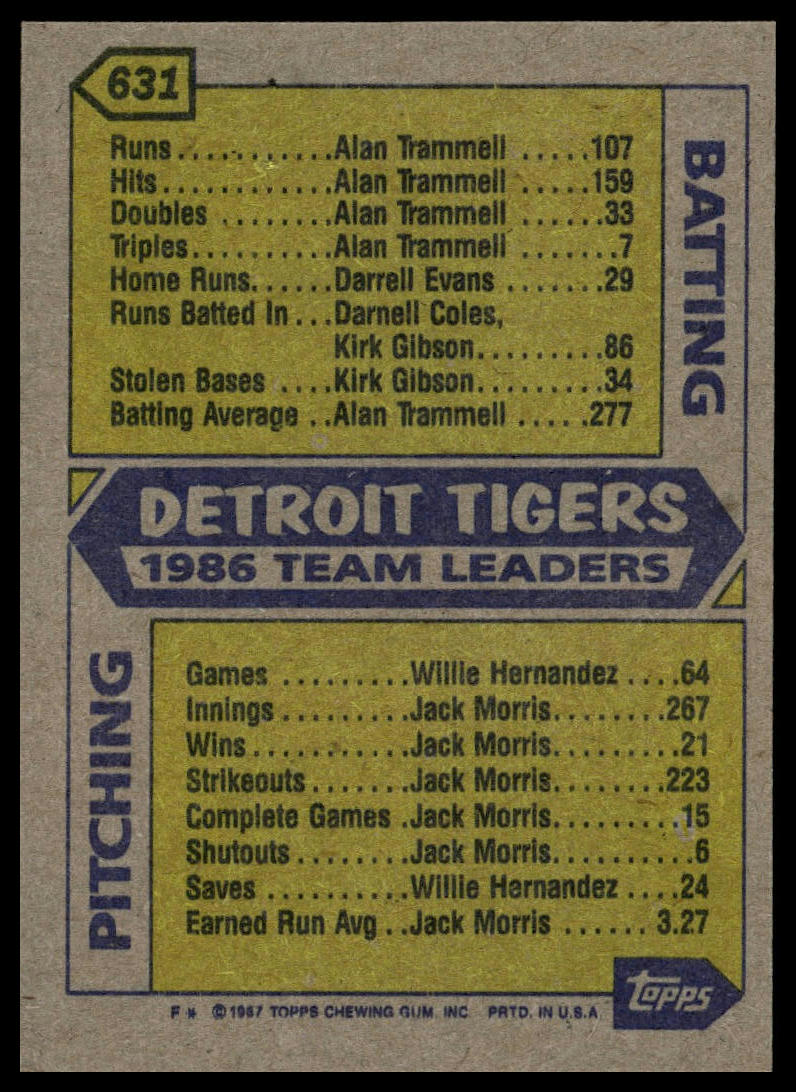 631
Runs...........Alan Trammell .....107
Hits............Alan Trammell .....159
Doubles ........Alan Trammell ......33
Triples..........Alan Trammell .......7
Home Runs......Darrell Evans .......29
Runs Batted In...Darnell Coles,
Kirk Gibson.........86
Stolen Bases ....Kirk Gibson.........34
Batting Average ..Alan Trammell .....277
BATTING
DETROIT TIGERS
1986 TEAM LEADERS
PITCHING
Games .........Willie Hernandez ....64
Innings.........Jack Morris.......267
Wins...........Jack Morris........21
Strikeouts.......Jack Morris.......223
Complete Games .Jack Morris.........15
Shutouts........Jack Morris..........6
Saves ..........Willie Hernandez ....24
Earned Run Avg ..Jack Morris ...... 3.27
topps
F * © 1987 TOPPS CHEWING GUM, INC. PRTD. IN U.S.A.